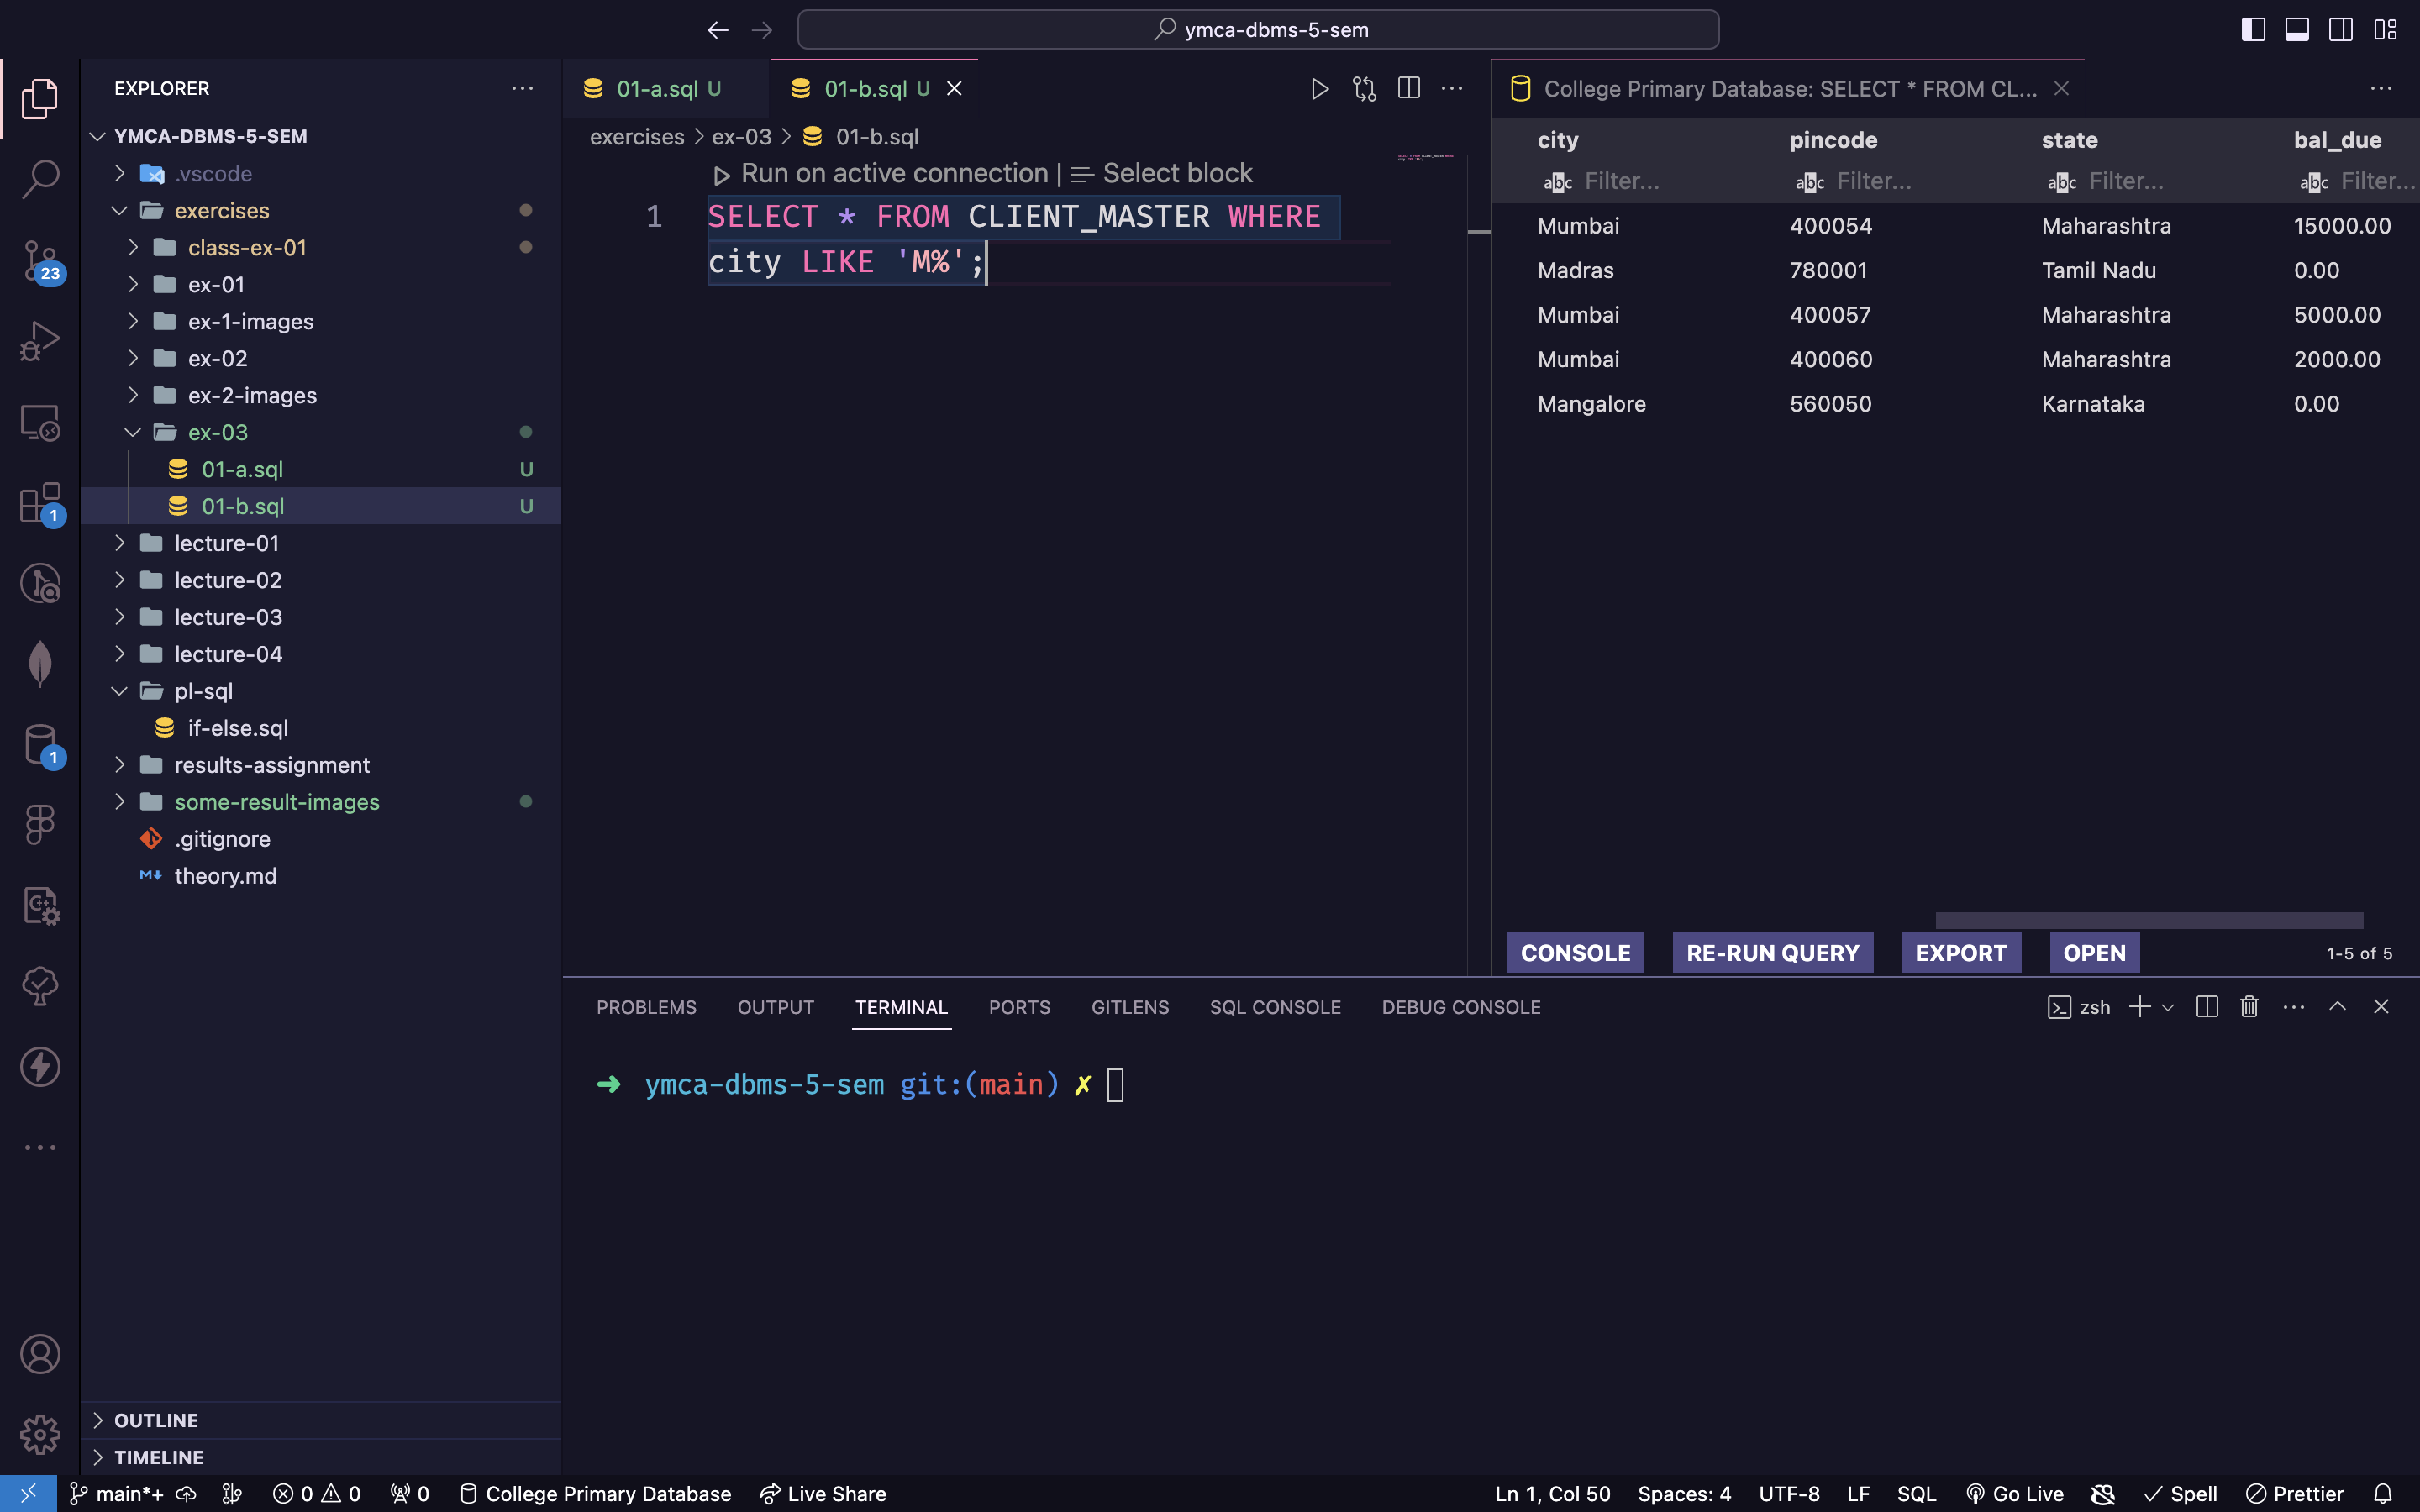 ymca-dbms-5-sem
EXPLORER
YMCA-DBMS-5-SEM
.vscode
exercises
class-ex-01
ex-01
ex-1-images
ex-02
ex-2-images
ex-03
01-a.sql U
01-b.sql U
lecture-01
lecture-02
lecture-03
lecture-04
pl-sql
if-else.sql
results-assignment
some-result-images
.gitignore
theory.md
OUTLINE
TIMELINE
23
1
1
01-a.sql U
01-b.sql U
exercises > ex-03 > 01-b.sql
Run on active connection | Select block
1 SELECT * FROM CLIENT_MASTER WHERE
city LIKE 'M%';
College Primary Database: SELECT * FROM CL...
city pincode state bal_due
abc Filter... abc Filter... abc Filter... abc Filter...
Mumbai 400054 Maharashtra 15000.00
Madras 780001 Tamil Nadu 0.00
Mumbai 400057 Maharashtra 5000.00
Mumbai 400060 Maharashtra 2000.00
Mangalore 560050 Karnataka 0.00
CONSOLE RE-RUN QUERY EXPORT OPEN 1-5 of 5
PROBLEMS OUTPUT TERMINAL PORTS GITLENS SQL CONSOLE DEBUG CONSOLE zsh
➜ ymca-dbms-5-sem git:(main) ✗
main*+ 0 0 0 College Primary Database Live Share Ln 1, Col 50 Spaces: 4 UTF-8 LF SQL Go Live Spell Prettier